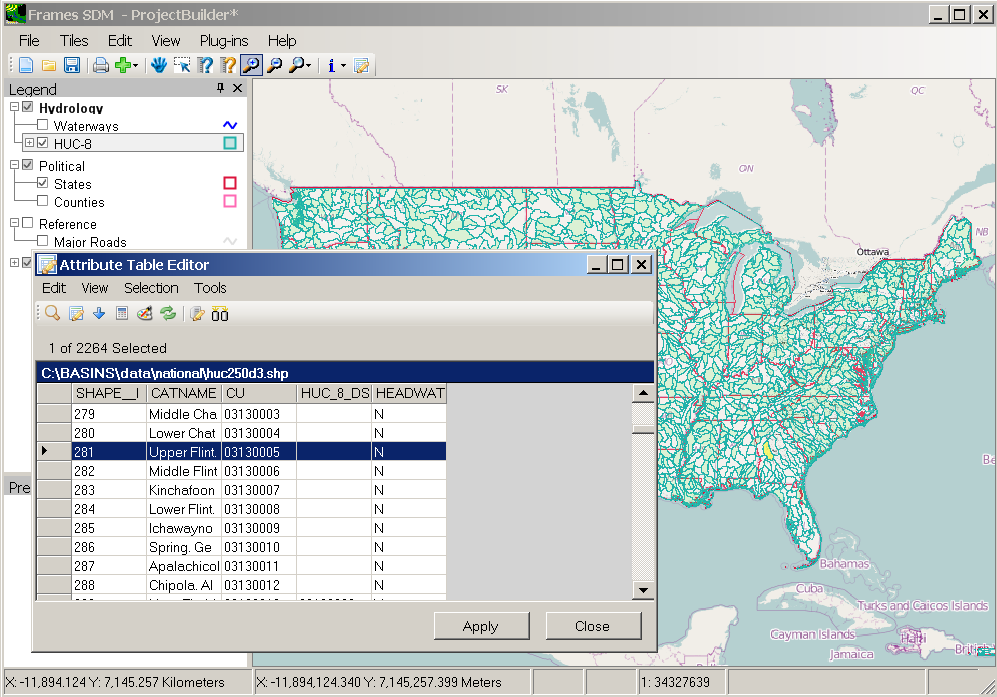 Frames SDM - ProjectBuilder*
File Tiles Edit View Plug-ins Help
Legend
Hydrology
Waterways
HUC-8
Political
States
Counties
Reference
Major Roads
Pre
SK
QC
ON
NB
Ottawa
Be
Bahamas
Cuba
Turks and Caicos Islands
Cayman Islands
Haiti
Jamaica
Briti
Attribute Table Editor
Edit View Selection Tools
1 of 2264 Selected
C:\BASINS\data\national\huc250d3.shp
SHAPE__I CATNAME CU HUC_8_DS HEADWAT
279 Middle Cha 03130003 N
280 Lower Chat 03130004 N
281 Upper Flint. 03130005 N
282 Middle Flint 03130006 N
283 Kinchafoon 03130007 N
284 Lower Flint. 03130008 N
285 Ichawayno 03130009 N
286 Spring. Ge 03130010 N
287 Apalachicol 03130011 N
288 Chipola. Al 03130012 N
Apply Close
X: -11,894.124 Y: 7,145.257 Kilometers X: -11,894,124.340 Y: 7,145,257.399 Meters 1: 34327639